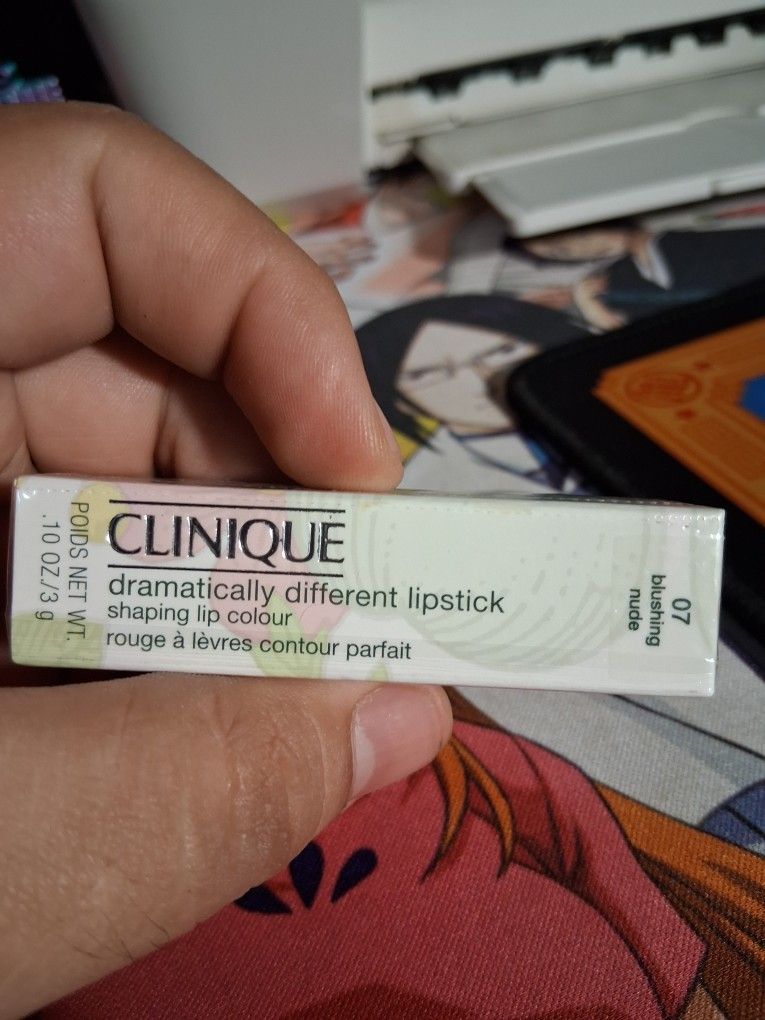 POIDS NET WT.
.10 OZ/3 g
CLINIQUE
dramatically different lipstick
shaping lip colour
rouge à lèvres contour parfait
07
blushing
nude